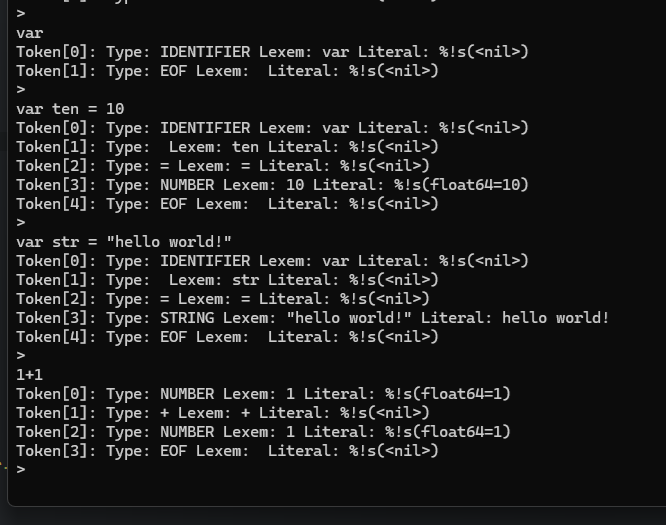 >
var
Token[0]: Type: IDENTIFIER Lexem: var Literal: %!s(<nil>)
Token[1]: Type: EOF Lexem:  Literal: %!s(<nil>)
>
var ten = 10
Token[0]: Type: IDENTIFIER Lexem: var Literal: %!s(<nil>)
Token[1]: Type:  Lexem: ten Literal: %!s(<nil>)
Token[2]: Type: = Lexem: = Literal: %!s(<nil>)
Token[3]: Type: NUMBER Lexem: 10 Literal: %!s(float64=10)
Token[4]: Type: EOF Lexem:  Literal: %!s(<nil>)
>
var str = "hello world!"
Token[0]: Type: IDENTIFIER Lexem: var Literal: %!s(<nil>)
Token[1]: Type:  Lexem: str Literal: %!s(<nil>)
Token[2]: Type: = Lexem: = Literal: %!s(<nil>)
Token[3]: Type: STRING Lexem: "hello world!" Literal: hello world!
Token[4]: Type: EOF Lexem:  Literal: %!s(<nil>)
>
1+1
Token[0]: Type: NUMBER Lexem: 1 Literal: %!s(float64=1)
Token[1]: Type: + Lexem: + Literal: %!s(<nil>)
Token[2]: Type: NUMBER Lexem: 1 Literal: %!s(float64=1)
Token[3]: Type: EOF Lexem:  Literal: %!s(<nil>)
>